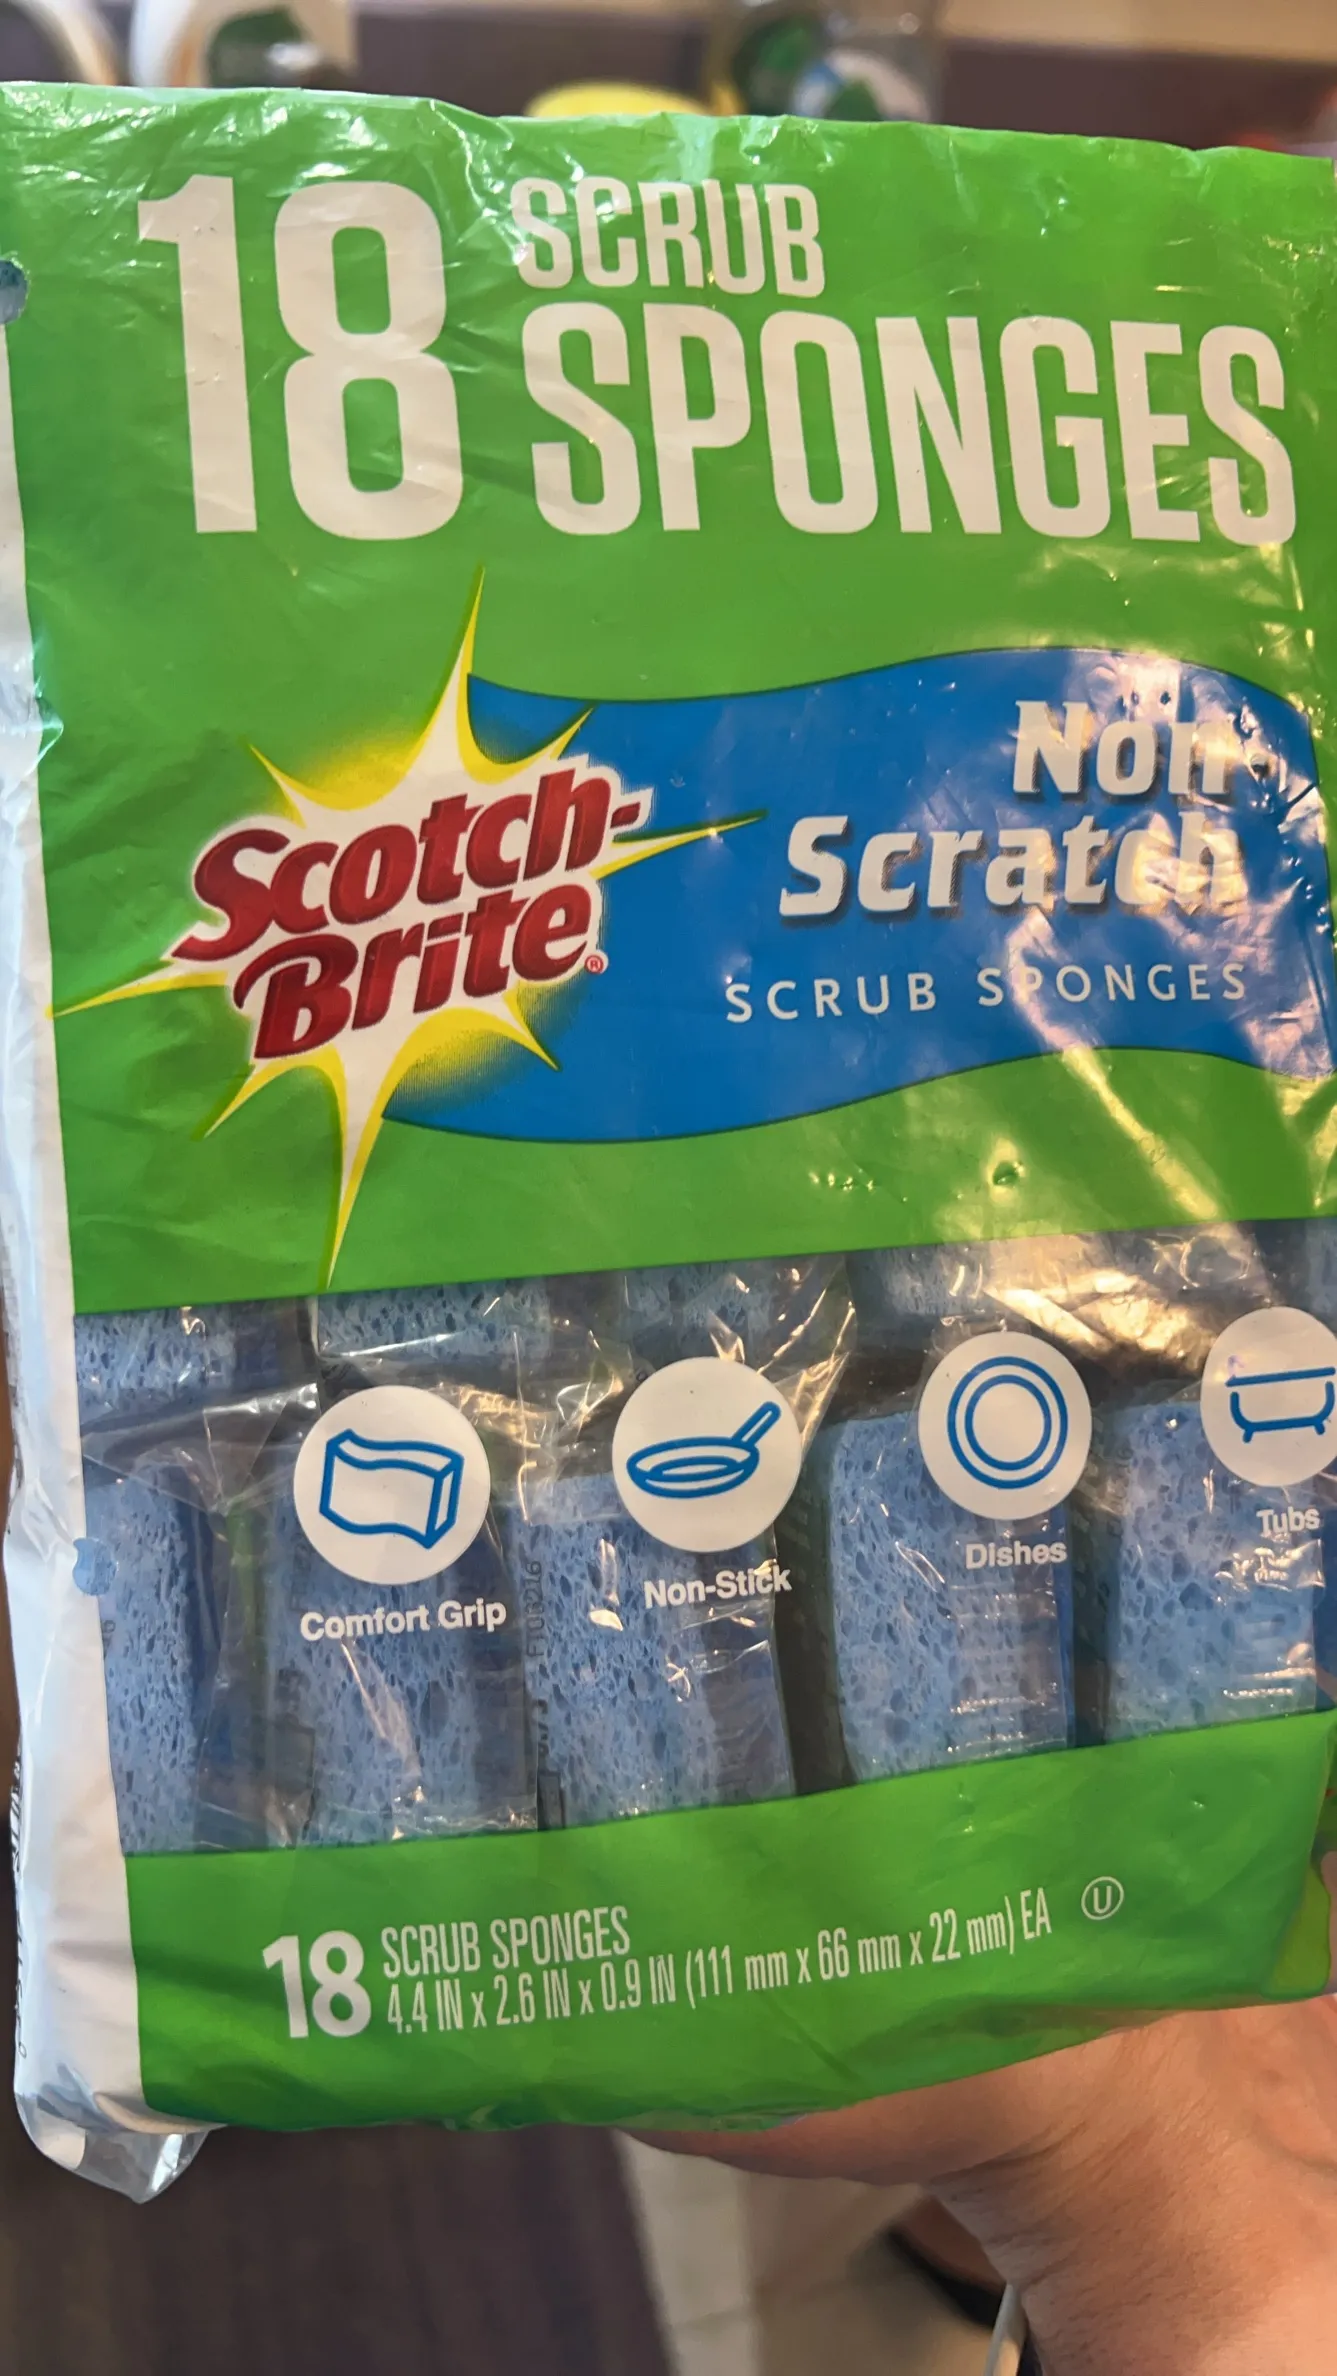 18 SCRUB
SPONGES
Scotch-
Brite®
Non
Scratch
SCRUB SPONGES
Comfort Grip
Non-Stick
Dishes
Tubs
18 SCRUB SPONGES
4.4 IN x 2.6 IN x 0.9 IN (111 mm x 66 mm x 22 mm) EA
U